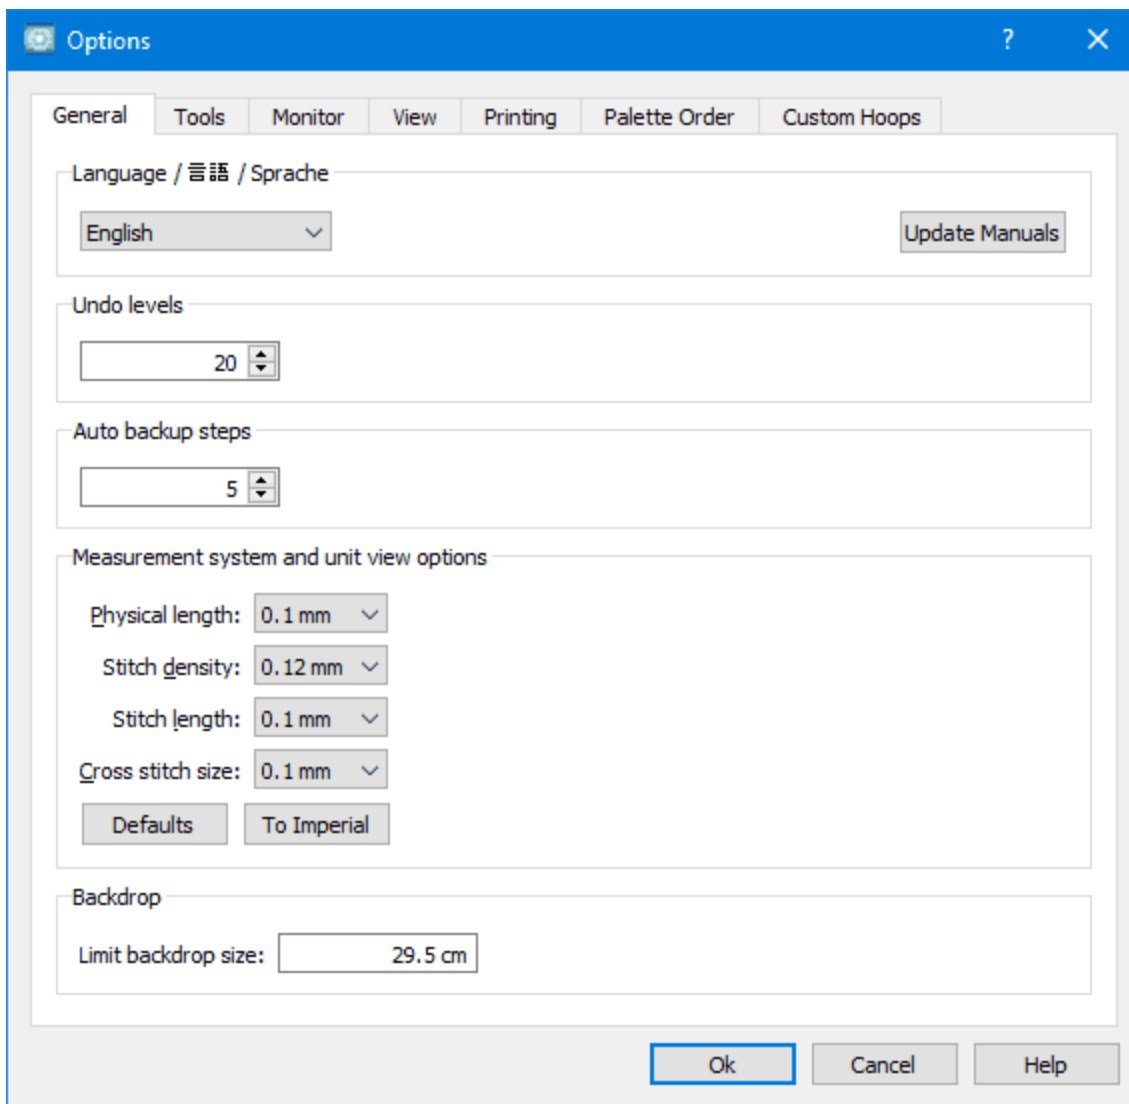 Options
General Tools Monitor View Printing Palette Order Custom Hoops
Language / 言語 / Sprache
English Update Manuals
Undo levels
20
Auto backup steps
5
Measurement system and unit view options
Physical length: 0.1 mm
Stitch density: 0.12 mm
Stitch length: 0.1 mm
Cross stitch size: 0.1 mm
Defaults To Imperial
Backdrop
Limit backdrop size: 29.5 cm
Ok Cancel Help